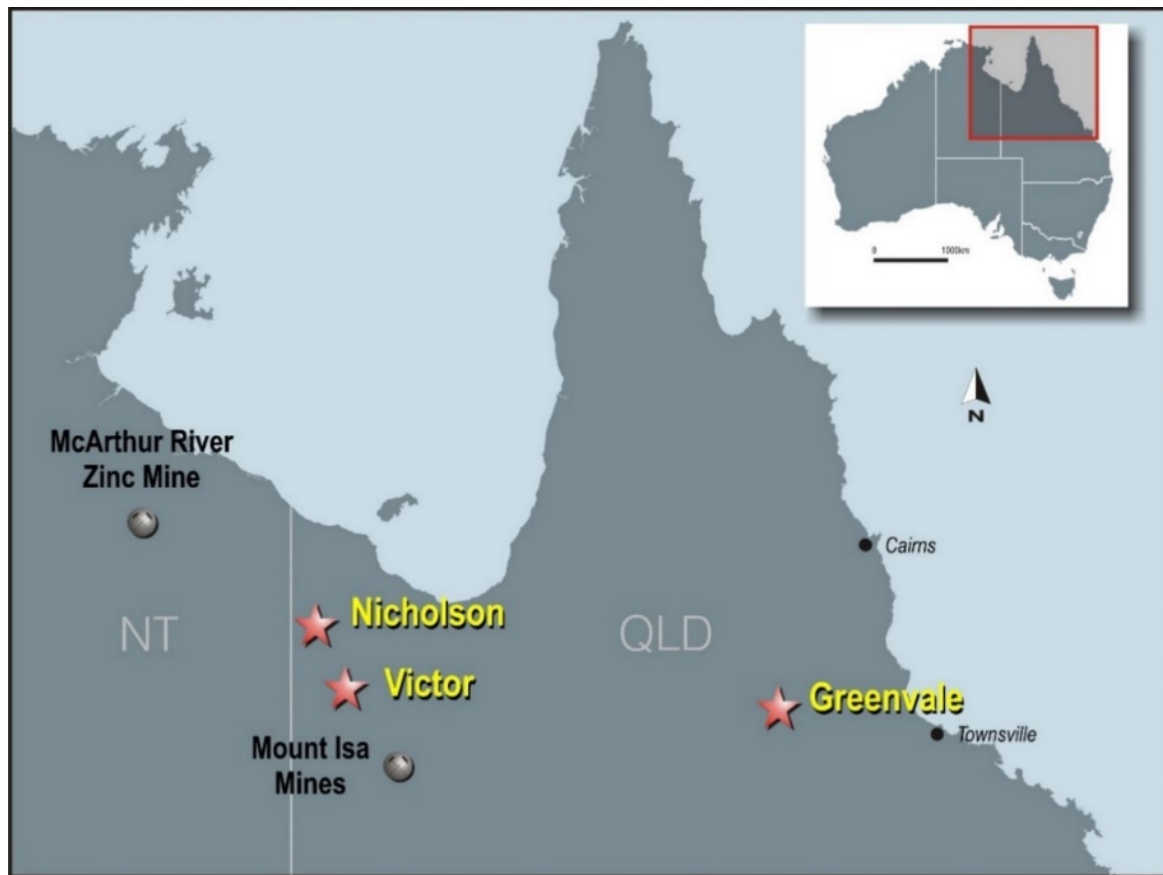 0 1000km
N
McArthur River
Zinc Mine
Cairns
NT
Nicholson
QLD
Victor
Greenvale
Mount Isa
Mines
Townsville